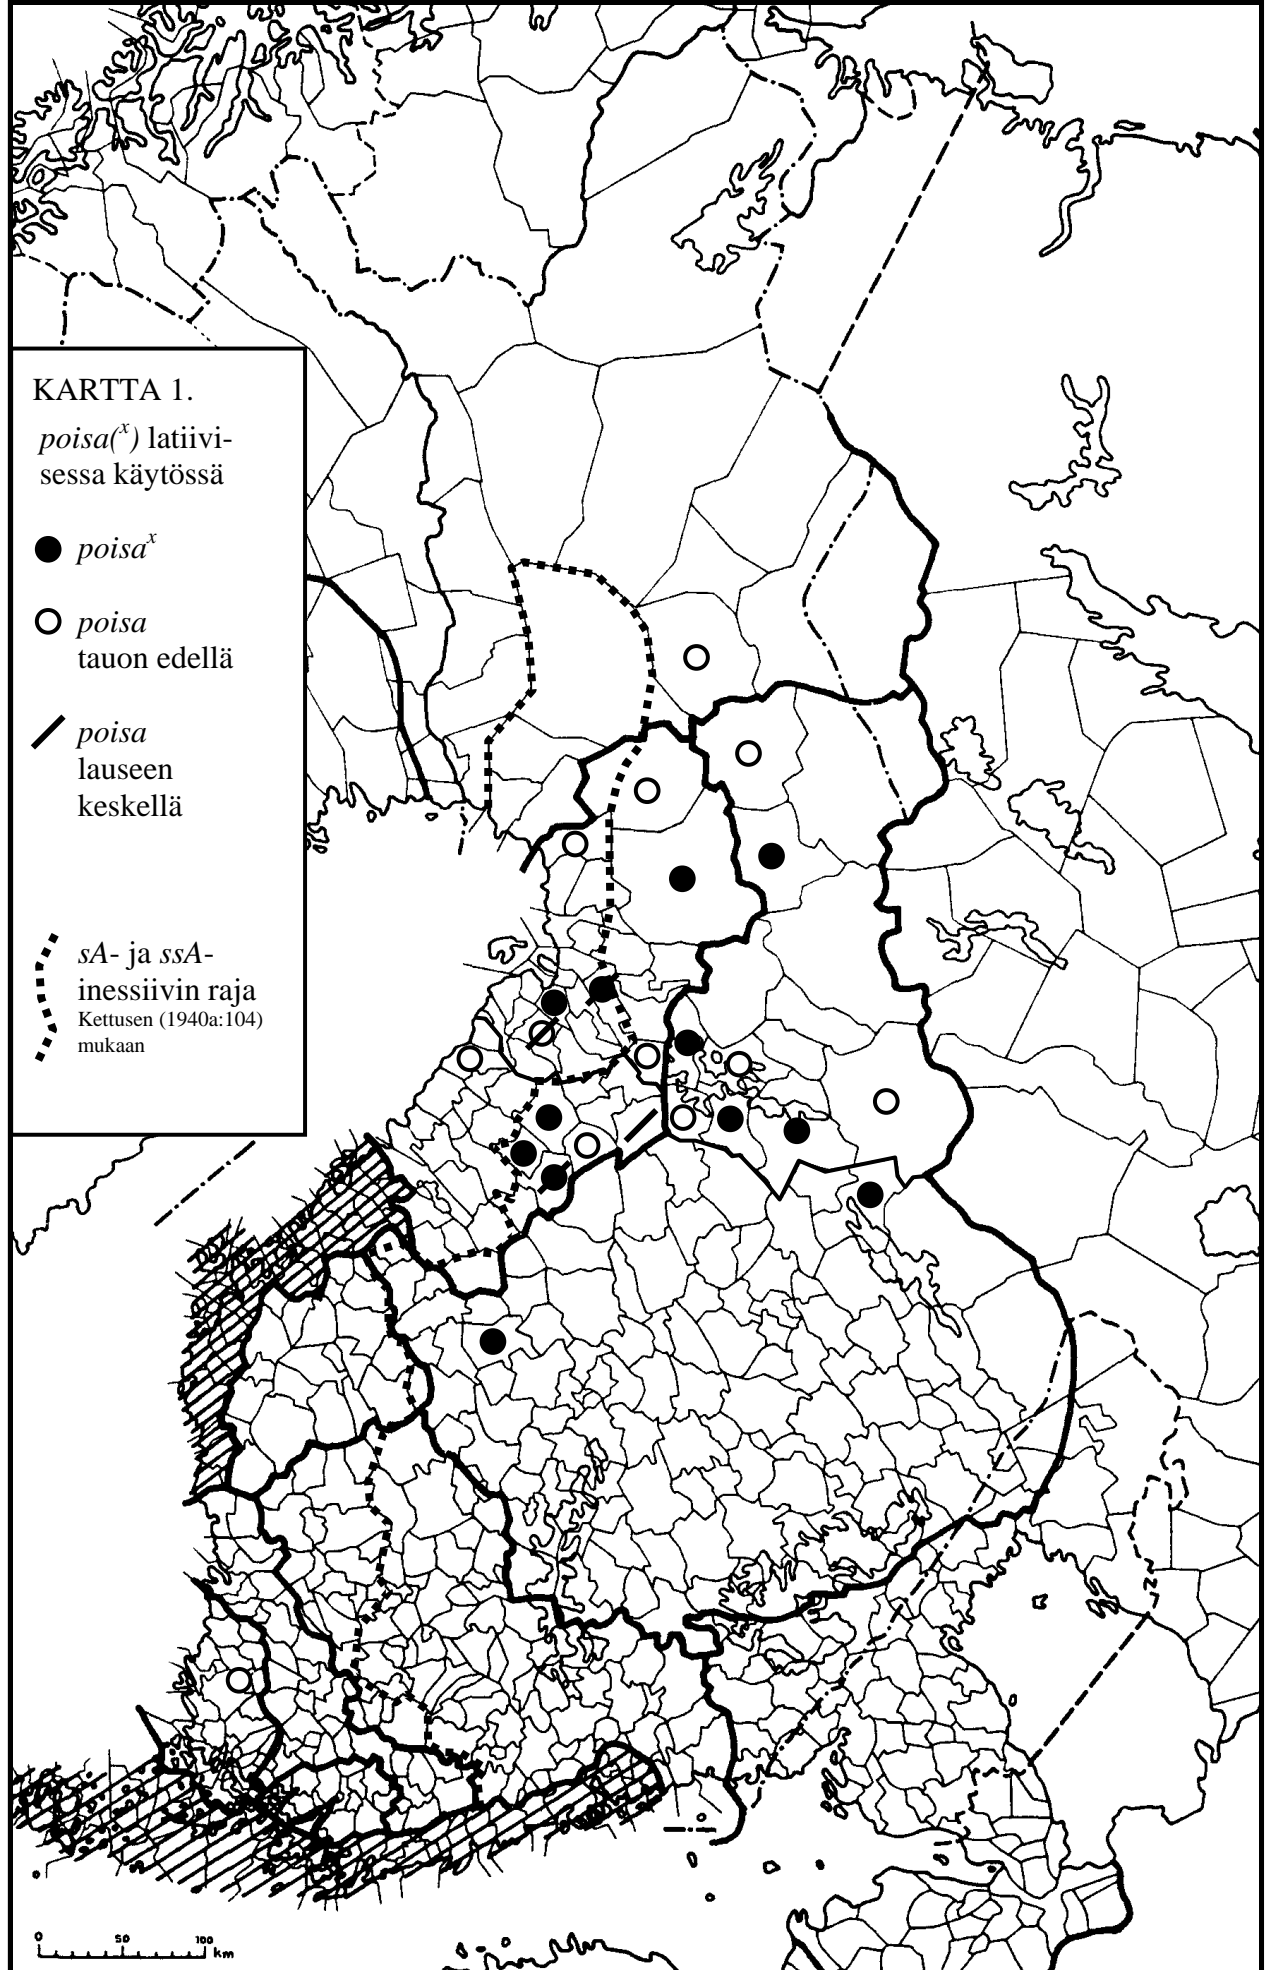 KARTTA 1.
poisa(ˣ) latiivi-
sessa käytössä
poisaˣ
poisa
tauon edellä
poisa
lauseen
keskellä
sA- ja ssA-
inessiivin raja
Kettusen (1940a:104)
mukaan
0 50 100
km